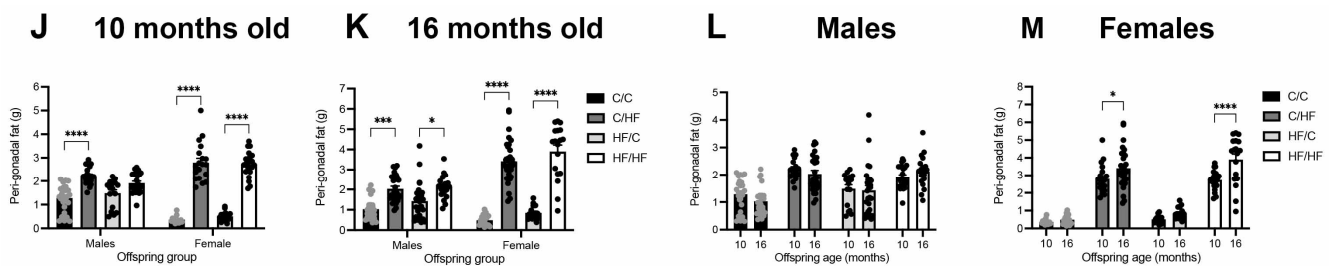 J 10 months old
K 16 months old
L Males
M Females
Peri-gonadal fat (g)
6
5
4
3
2
1
0
****
****
****
Males
Female
Offspring group
Peri-gonadal fat (g)
7
6
5
4
3
2
1
0
***
*
****
****
Males
Female
Offspring group
C/C
C/HF
HF/C
HF/HF
Peri-gonadal fat (g)
5
4
3
2
1
0
10 16 10 16 10 16 10 16
Offspring age (months)
Peri-gonadal fat (g)
8
7
6
5
4
3
2
1
0
*
****
10 16 10 16 10 16 10 16
Offspring age (months)
C/C
C/HF
HF/C
HF/HF